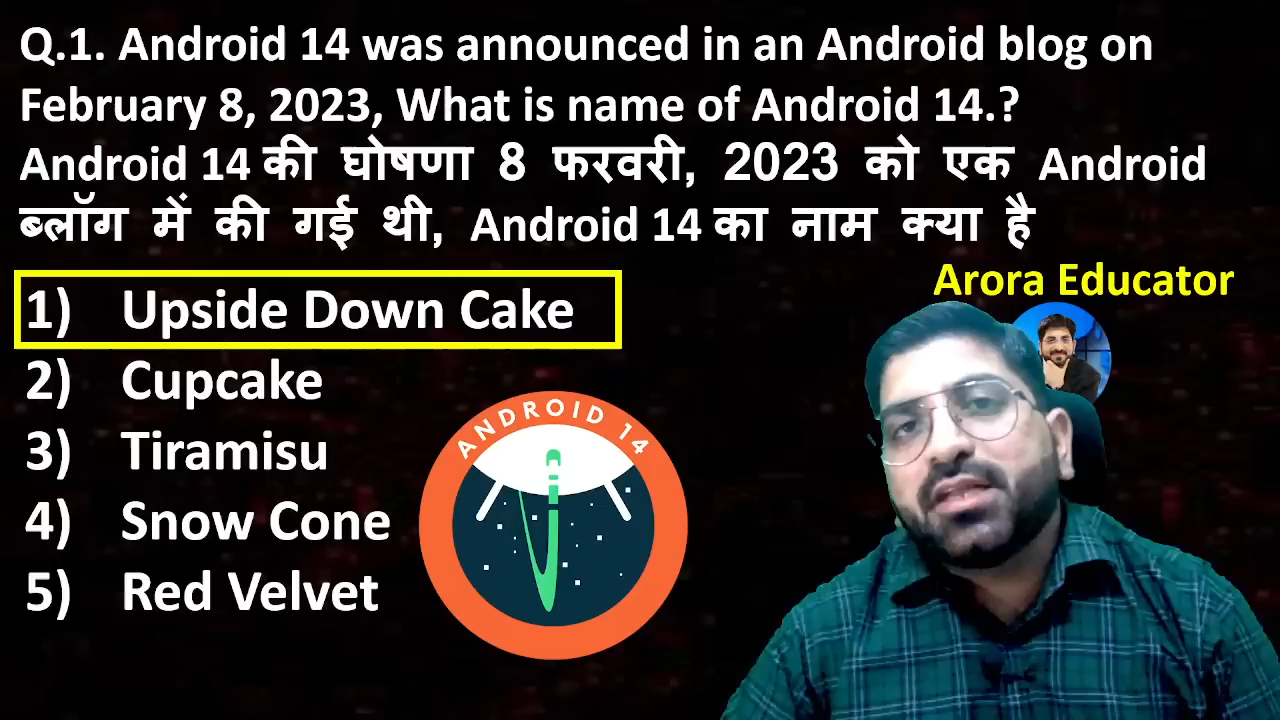 Q.1. Android 14 was announced in an Android blog on
February 8, 2023, What is name of Android 14.?
Android 14 की घोषणा 8 फरवरी, 2023 को एक Android
ब्लॉग में की गई थी, Android 14 का नाम क्या है
Arora Educator
1) Upside Down Cake
2) Cupcake
3) Tiramisu
4) Snow Cone
5) Red Velvet
ANDROID 14